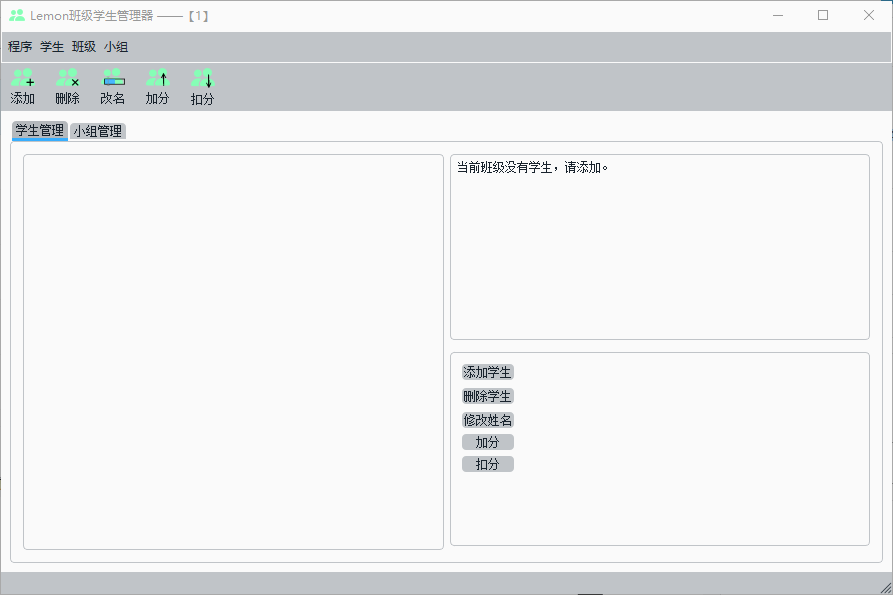 Lemon班级学生管理器 ——【1】
程序 学生 班级 小组
添加 删除 改名 加分 扣分
学生管理 小组管理
当前班级没有学生，请添加。
添加学生
删除学生
修改姓名
加分
扣分